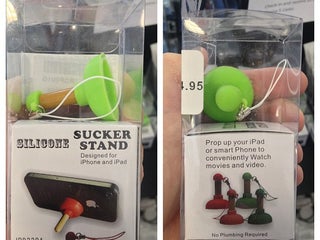 SILICONE SUCKER
STAND
Designed for
iPhone and iPad
4.95
Prop up your iPad
or smart Phone to
conveniently Watch
movies and video.
No Plumbing Required